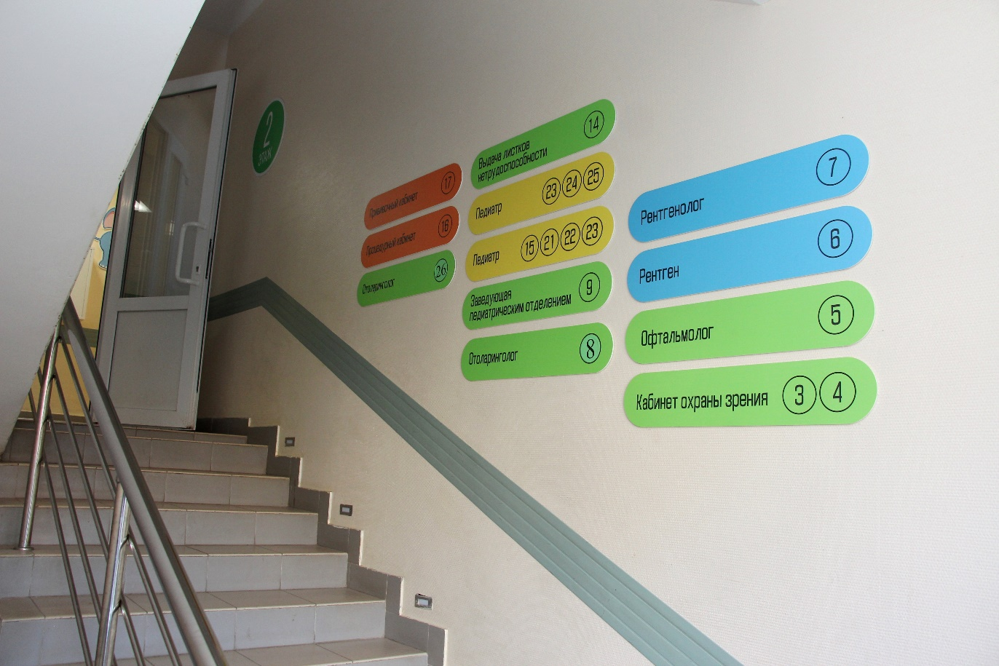 2
ЭТАЖ
Прививочный кабинет 17
Процедурный кабинет 16
Отоларинголог 26
Выдача листков
нетрудоспособности 14
Педиатр 23 24 25
Педиатр 15 21 22 23
Заведующая
педиатрическим отделением 9
Отоларинголог 8
Рентгенолог 7
Рентген 6
Офтальмолог 5
Кабинет охраны зрения 3 4